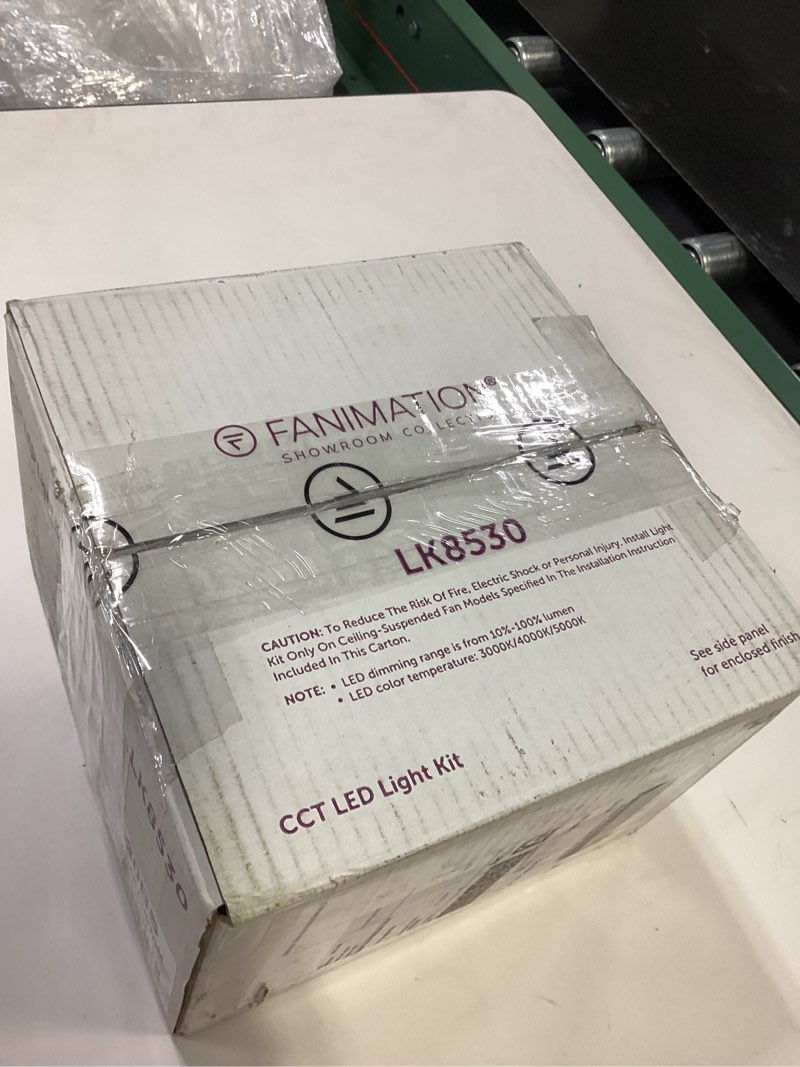 FANIMATION®
SHOWROOM
LK8530
CAUTION: To Reduce The Risk Of Fire, Electric Shock or Personal Injury, Install Light
Kit Only On Ceiling-Suspended Fan Models Specified In The Installation Instruction
Included In This Carton.
NOTE: • LED dimming range is from 10%-100% lumen
• LED color temperature: 3000K/4000K/5000K
See side panel
for enclosed finish
CCT LED Light Kit
LK8530